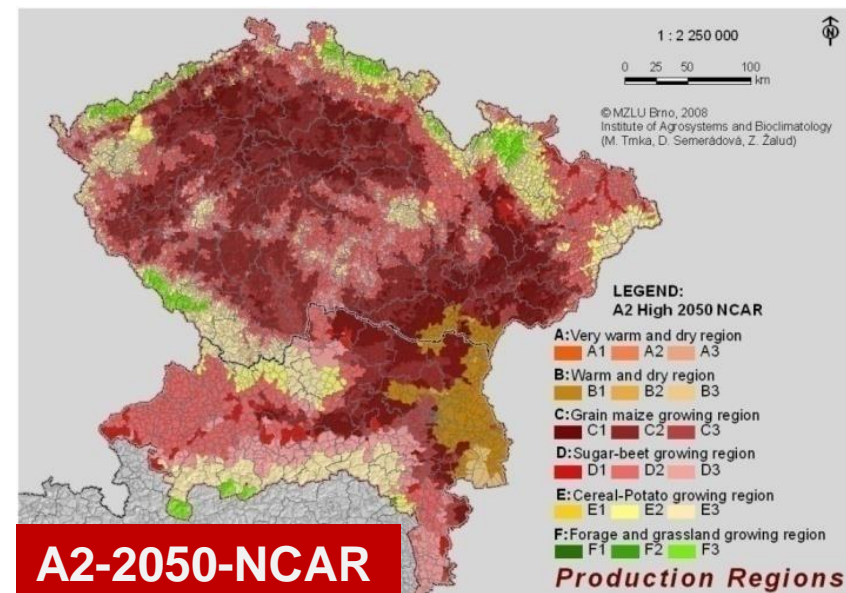 1 : 2 250 000
N
0 25 50 100
km
© MZLU Brno, 2008
Institute of Agrosystems and Bioclimatology
(M. Trnka, D. Semerádová, Z. Žalud)
LEGEND:
A2 High 2050 NCAR
A:Very warm and dry region
A1 A2 A3
B:Warm and dry region
B1 B2 B3
C:Grain maize growing region
C1 C2 C3
D:Sugar-beet growing region
D1 D2 D3
E:Cereal-Potato growing region
E1 E2 E3
F:Forage and grassland growing region
F1 F2 F3
Production Regions
A2-2050-NCAR